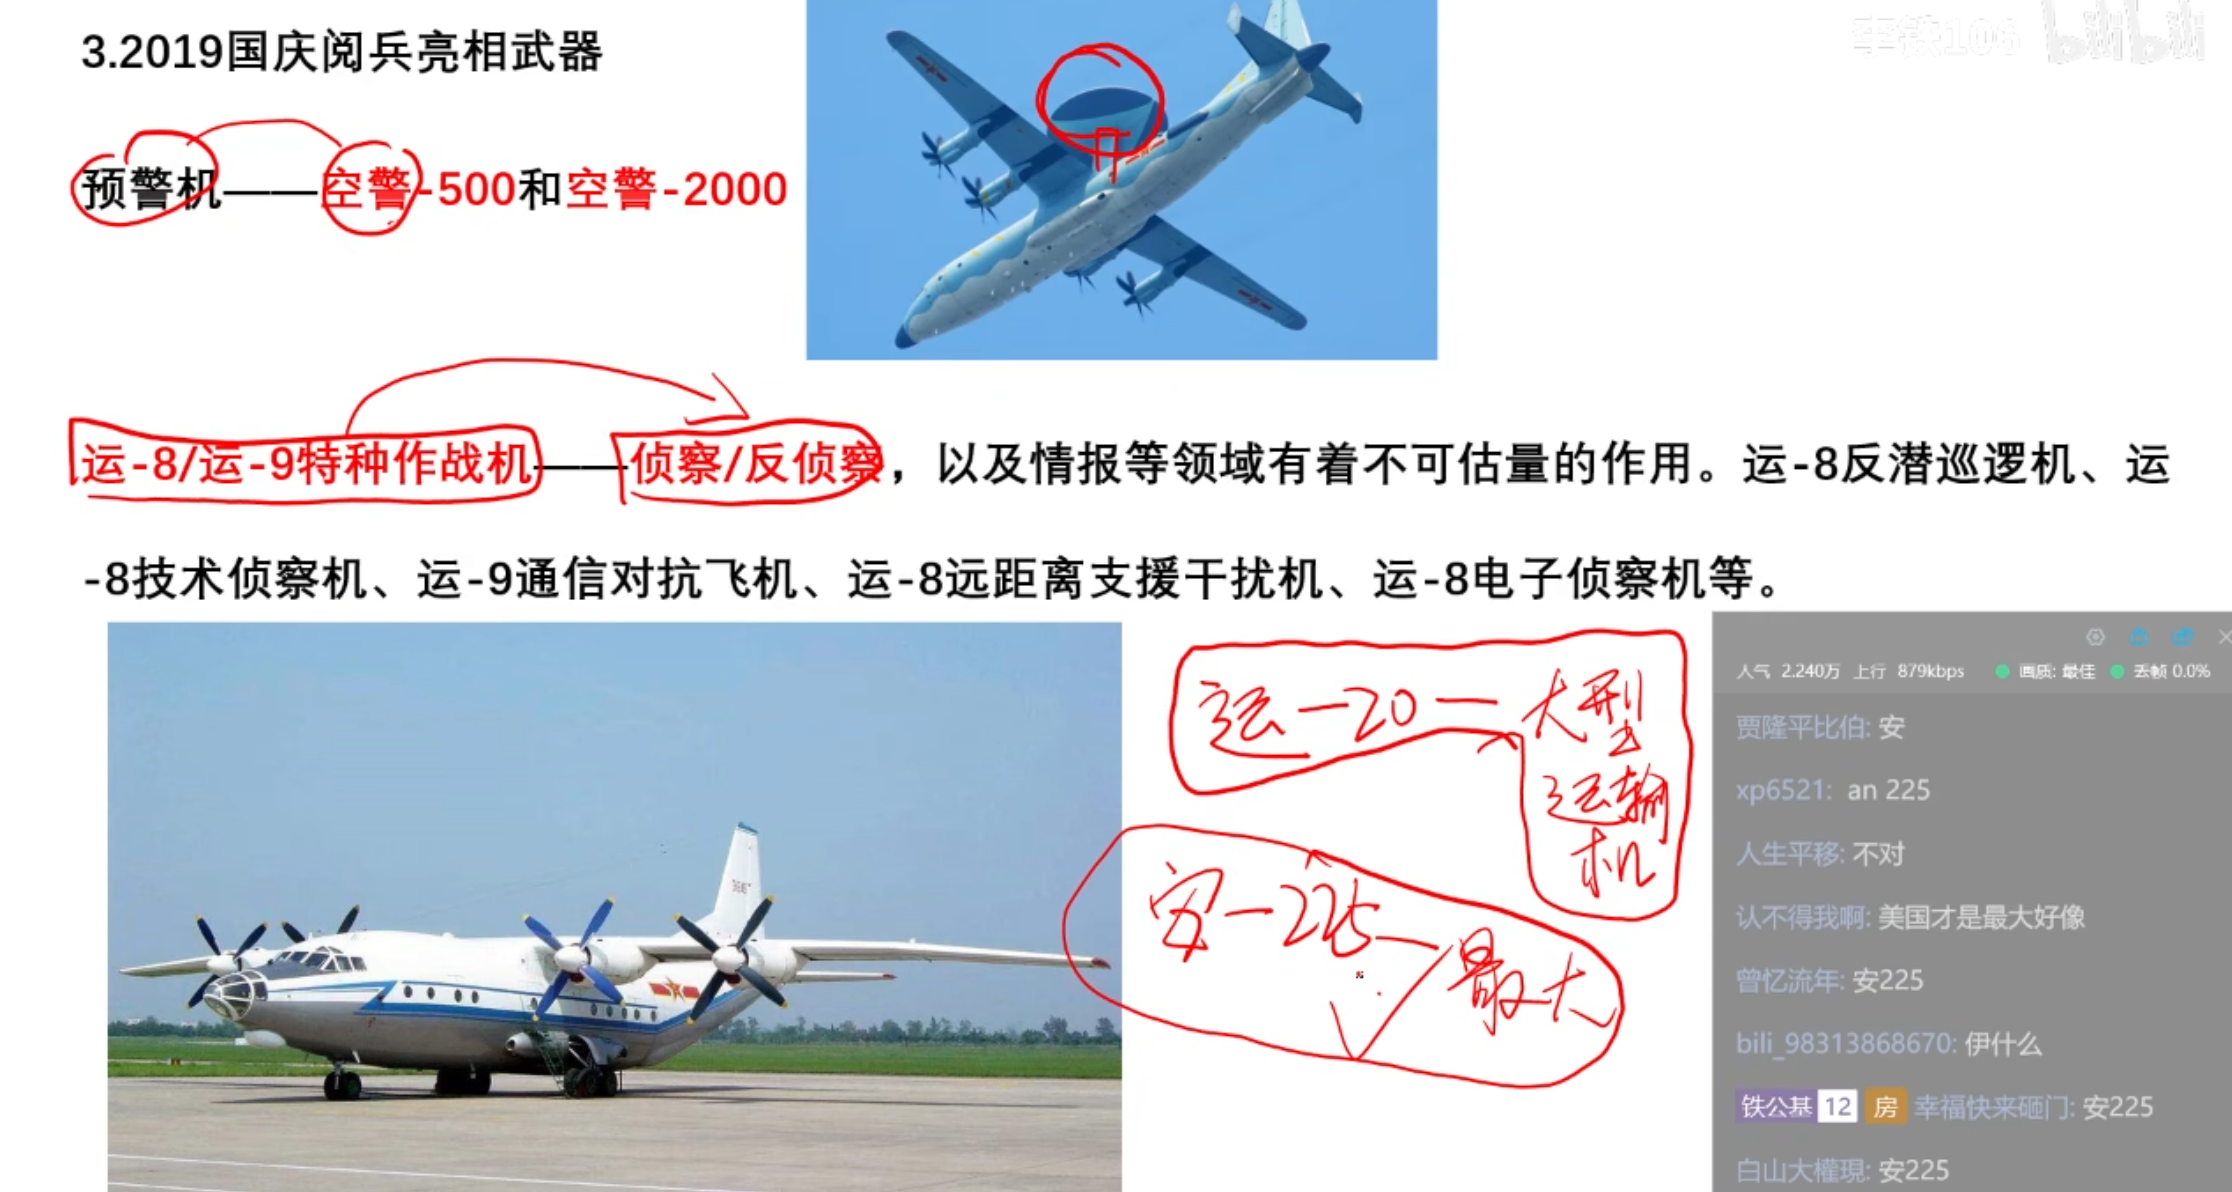 李铁106 bilibili
3.2019国庆阅兵亮相武器
预警机——空警-500和空警-2000
运-8/运-9特种作战机——侦察/反侦察，以及情报等领域有着不可估量的作用。运-8反潜巡逻机、运
-8技术侦察机、运-9通信对抗飞机、运-8远距离支援干扰机、运-8电子侦察机等。
运-20-大型
运输
机
安-225-最大
人气 2.240万 上行 879kbps 画质: 最佳 丢帧 0.0%
贾隆平比伯: 安
xp6521: an 225
人生平移: 不对
认不得我啊: 美国才是最大好像
曾忆流年: 安225
bili_98313868670: 伊什么
铁公基 12 房 幸福快来砸门: 安225
白山大權現: 安225